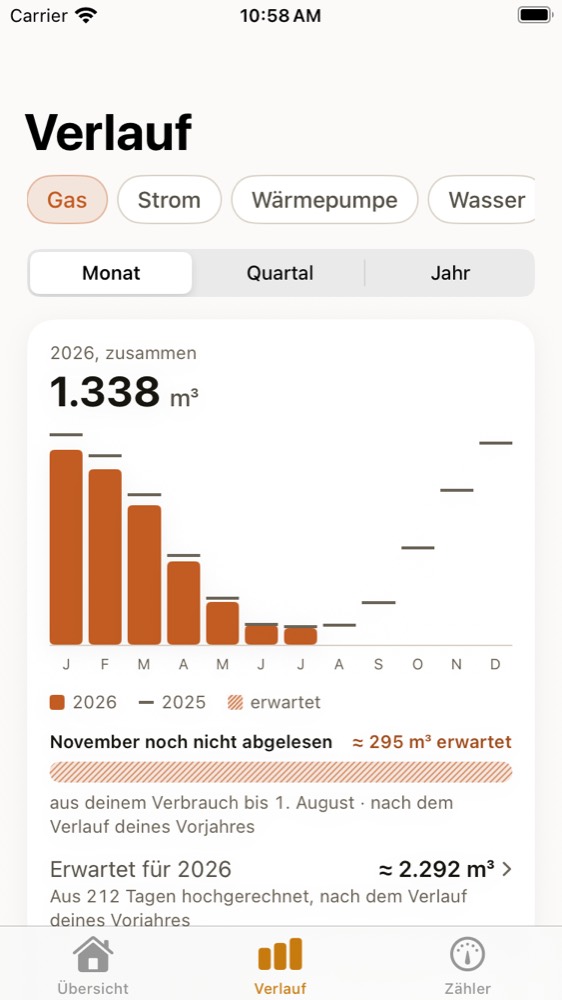 Carrier 10:58 AM
Verlauf
Gas Strom Wärmepumpe Wasser
Monat Quartal Jahr
2026, zusammen
1.338 m³
J F M A M J J A S O N D
2026 2025 erwartet
November noch nicht abgelesen ≈ 295 m³ erwartet
aus deinem Verbrauch bis 1. August · nach dem
Verlauf deines Vorjahres
Erwartet für 2026 ≈ 2.292 m³
Aus 212 Tagen hochgerechnet, nach dem Verlauf
deines Vorjahres
Übersicht Verlauf Zähler